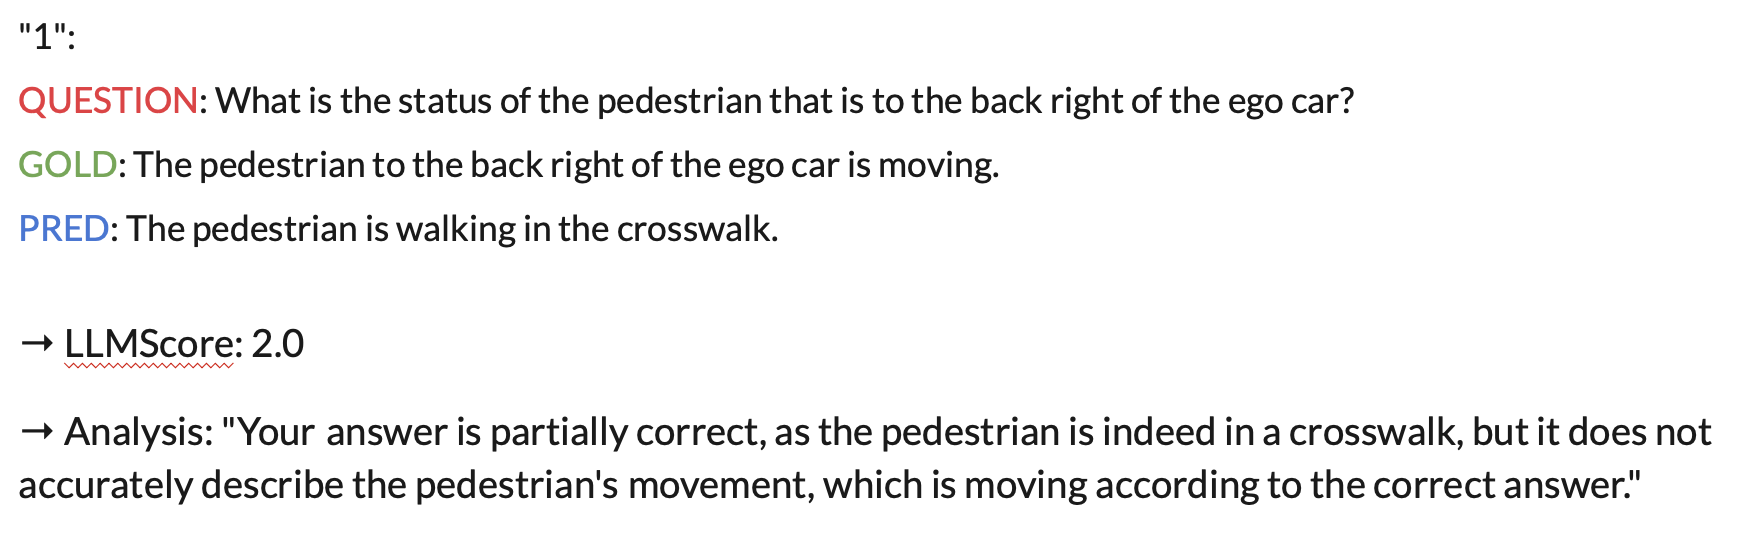 "1":
QUESTION: What is the status of the pedestrian that is to the back right of the ego car?
GOLD: The pedestrian to the back right of the ego car is moving.
PRED: The pedestrian is walking in the crosswalk.
→ LLMScore: 2.0
→ Analysis: "Your answer is partially correct, as the pedestrian is indeed in a crosswalk, but it does not
accurately describe the pedestrian's movement, which is moving according to the correct answer."